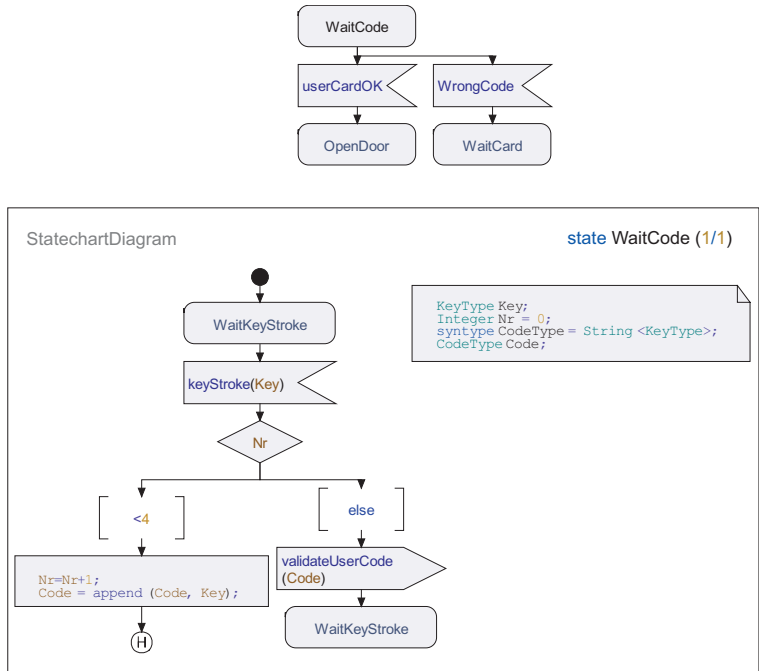 WaitCode
userCardOK
WrongCode
OpenDoor
WaitCard
StatechartDiagram
state WaitCode (1/1)
WaitKeyStroke
KeyType Key;
Integer Nr = 0;
syntype CodeType = String <KeyType>;
CodeType Code;
keyStroke(Key)
Nr
<4
else
Nr=Nr+1;
Code = append (Code, Key);
validateUserCode
(Code)
H
WaitKeyStroke